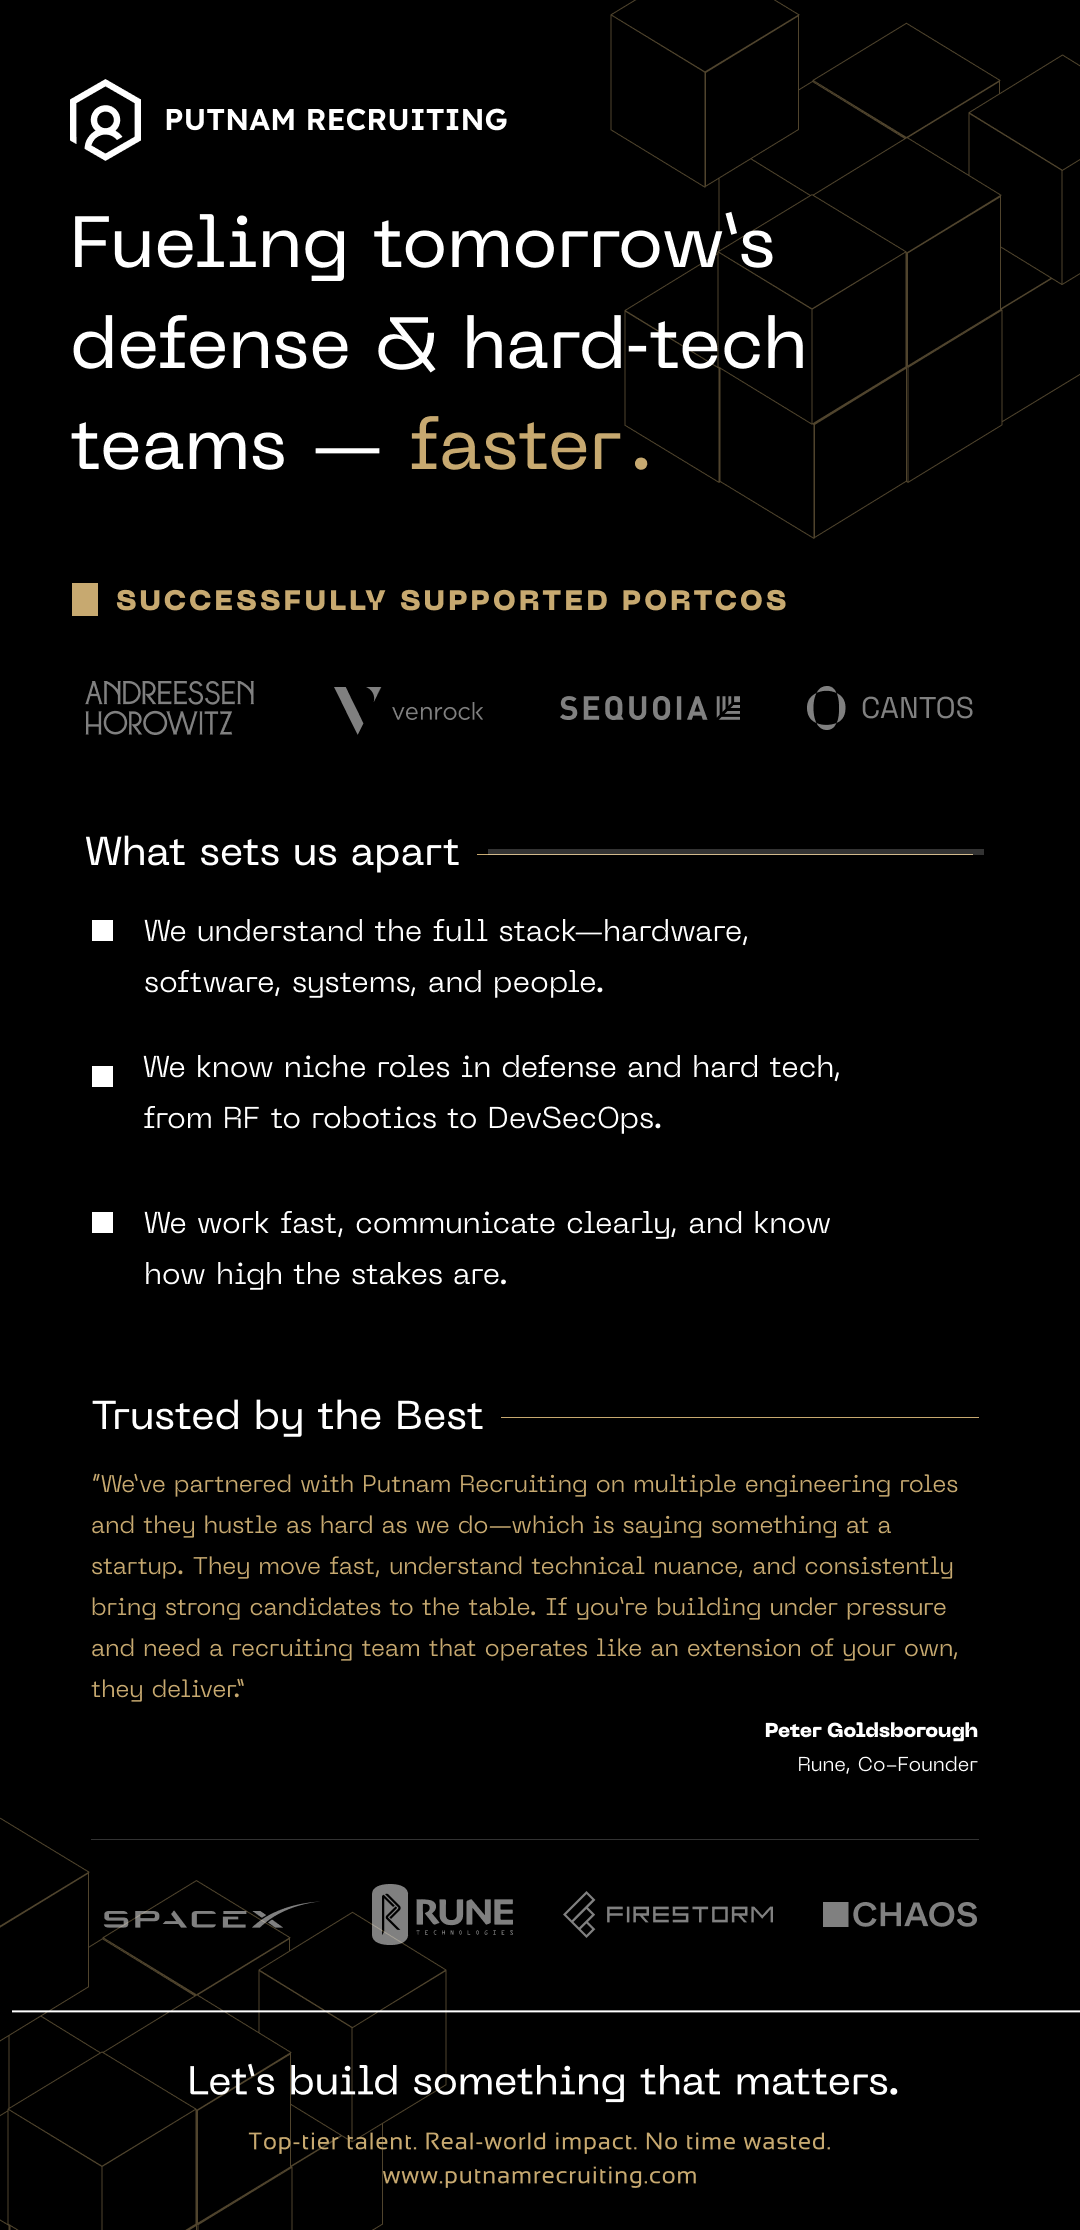 PUTNAM RECRUITING
Fueling tomorrow's
defense & hard-tech
teams — faster.
SUCCESSFULLY SUPPORTED PORTCOS
ANDREESSEN
HOROWITZ
venrock
SEQUOIA
CANTOS
What sets us apart
We understand the full stack—hardware,
software, systems, and people.
We know niche roles in defense and hard tech,
from RF to robotics to DevSecOps.
We work fast, communicate clearly, and know
how high the stakes are.
Trusted by the Best
"We've partnered with Putnam Recruiting on multiple engineering roles
and they hustle as hard as we do—which is saying something at a
startup. They move fast, understand technical nuance, and consistently
bring strong candidates to the table. If you're building under pressure
and need a recruiting team that operates like an extension of your own,
they deliver."
Peter Goldsborough
Rune, Co-Founder
SPACEX
RUNE
TECHNOLOGIES
FIRESTORM
CHAOS
Let's build something that matters.
Top-tier talent. Real-world impact. No time wasted.
www.putnamrecruiting.com